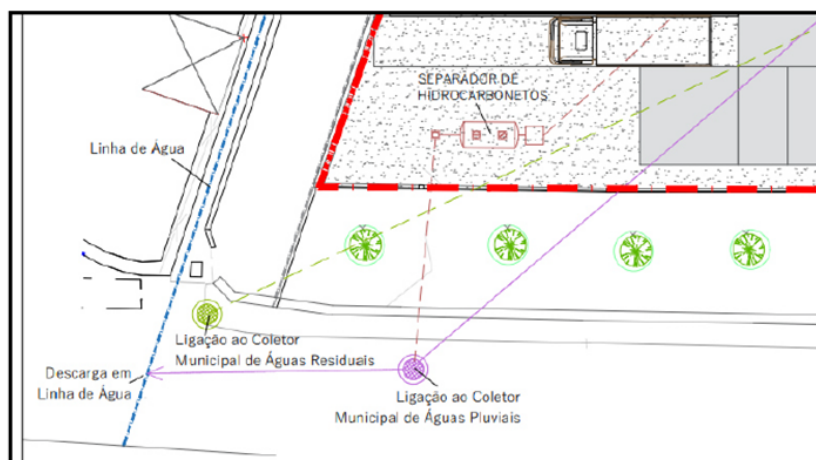 SEPARADOR DE
HIDROCARBONETOS
Linha de Água
Ligação ao Coletor
Municipal de Águas Residuais
Descarga em
Linha de Água
Ligação ao Coletor
Municipal de Águas Pluviais